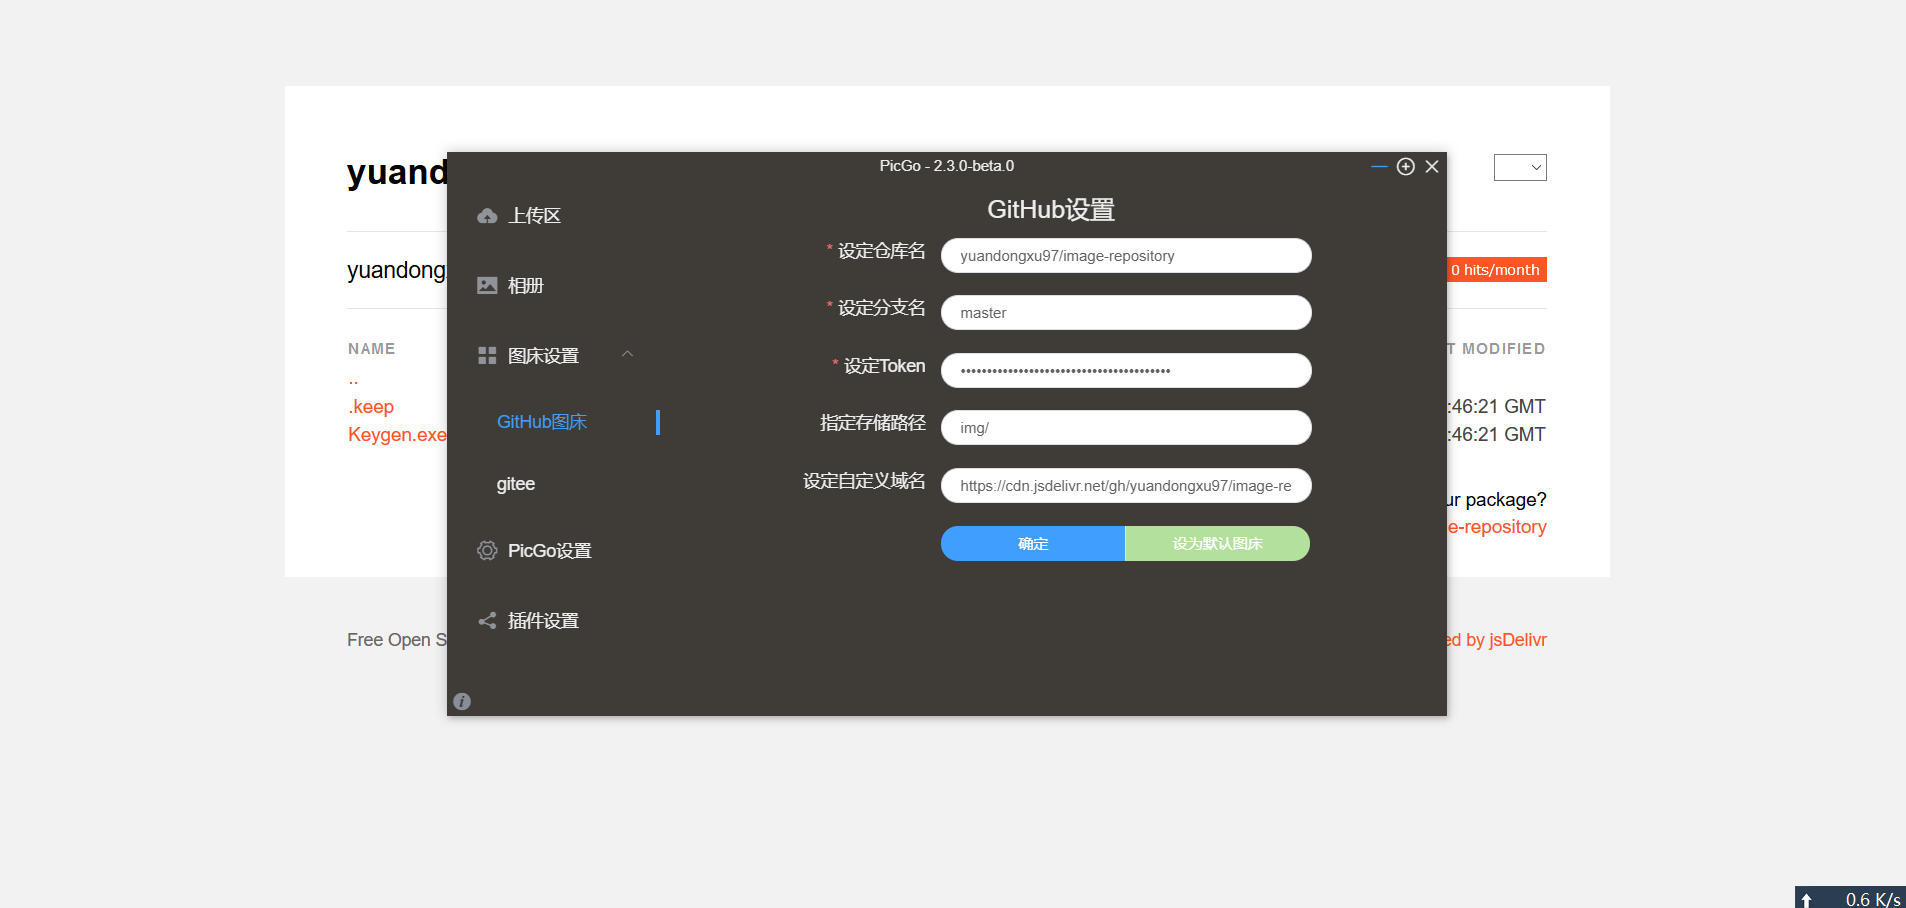 PicGo - 2.3.0-beta.0
上传区
相册
图床设置
GitHub图床
gitee
PicGo设置
插件设置
GitHub设置
* 设定仓库名
yuandongxu97/image-repository
* 设定分支名
master
* 设定Token
••••••••••••••••••••••••••••••••••••••••
指定存储路径
img/
设定自定义域名
https://cdn.jsdelivr.net/gh/yuandongxu97/image-re
确定
设为默认图床
yuand
yuandong
0 hits/month
NAME
T MODIFIED
..
.keep
:46:21 GMT
Keygen.exe
:46:21 GMT
ur package?
e-repository
Free Open S
ed by jsDelivr
0.6 K/s